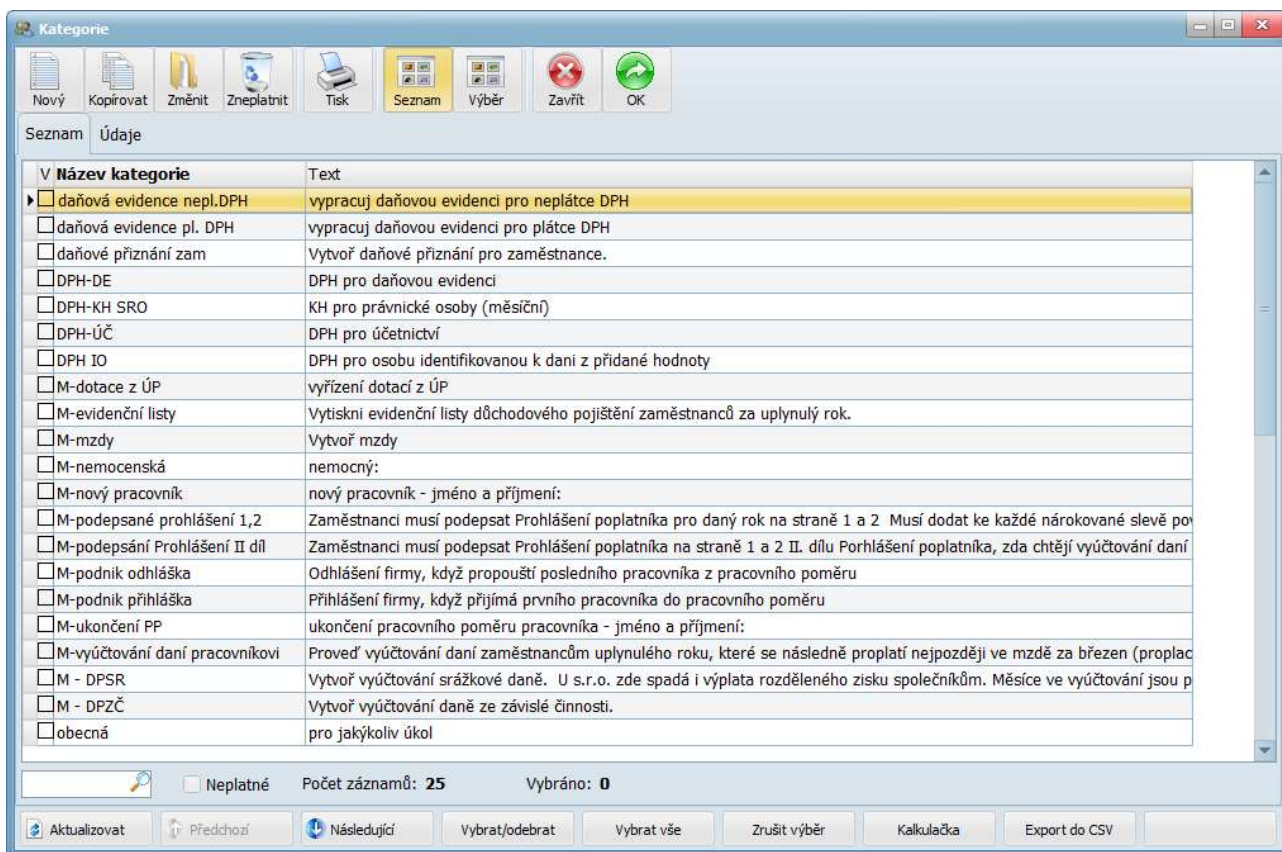 Kategorie
Nový Kopírovat Změnit Zneplatnit Tisk Seznam Výběr Zavřít OK
Seznam Údaje
V Název kategorie Text
daňová evidence nepl.DPH vypracuj daňovou evidenci pro neplátce DPH
daňová evidence pl. DPH vypracuj daňovou evidenci pro plátce DPH
daňové přiznání zam Vytvoř daňové přiznání pro zaměstnance.
DPH-DE DPH pro daňovou evidenci
DPH-KH SRO KH pro právnické osoby (měsíční)
DPH-ÚČ DPH pro účetnictví
DPH IO DPH pro osobu identifikovanou k dani z přidané hodnoty
M-dotace z ÚP vyřízení dotací z ÚP
M-evidenční listy Vytiskni evidenční listy důchodového pojištění zaměstnanců za uplynulý rok.
M-mzdy Vytvoř mzdy
M-nemocenská nemocný:
M-nový pracovník nový pracovník - jméno a příjmení:
M-podepsané prohlášení 1,2 Zaměstnanci musí podepsat Prohlášení poplatníka pro daný rok na straně 1 a 2 Musí dodat ke každé nárokované slevě pov
M-podepsání Prohlášení II díl Zaměstnanci musí podepsat Prohlášení poplatníka na straně 1 a 2 II. dílu Porhlášení poplatníka, zda chtějí vyúčtování daní
M-podnik odhláška Odhlášení firmy, když propouští posledního pracovníka z pracovního poměru
M-podnik přihláška Přihlášení firmy, když přijímá prvního pracovníka do pracovního poměru
M-ukončení PP ukončení pracovního poměru pracovníka - jméno a příjmení:
M-vyúčtování daní pracovníkovi Proveď vyúčtování daní zaměstnancům uplynulého roku, které se následně proplatí nejpozději ve mzdě za březen (proplac
M - DPSR Vytvoř vyúčtování srážkové daně. U s.r.o. zde spadá i výplata rozděleného zisku společníkům. Měsíce ve vyúčtování jsou p
M - DPZČ Vytvoř vyúčtování daně ze závislé činnosti.
obecná pro jakýkoliv úkol
Neplatné Počet záznamů: 25 Vybráno: 0
Aktualizovat Předchozí Následující Vybrat/odebrat Vybrat vše Zrušit výběr Kalkulačka Export do CSV